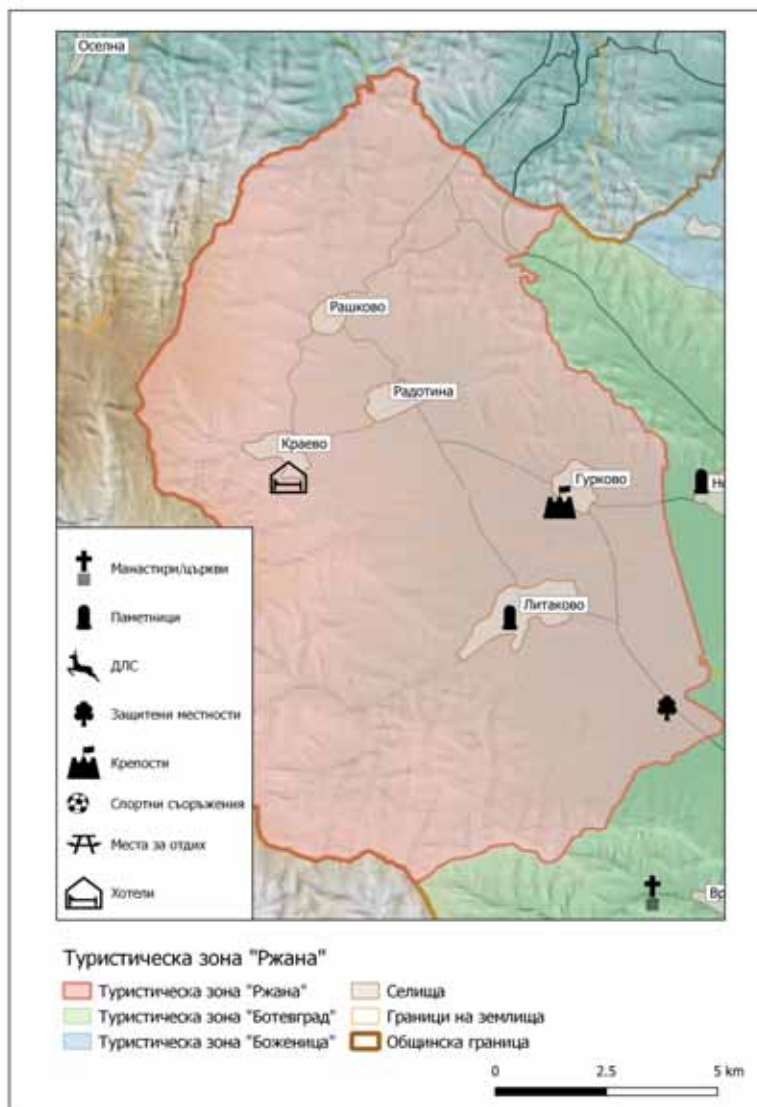 Оселна
Рашково
Радотина
Краево
Гурково
Литаково
Вр
Манастири/църкви
Паметници
ДЛС
Защитени местности
Крепости
Спортни съоръжения
Места за отдих
Хотели
Туристическа зона "Ржана"
Туристическа зона "Ржана"
Селища
Туристическа зона "Ботевград"
Граници на землища
Туристическа зона "Боженица"
Общинска граница
0 2.5 5 km